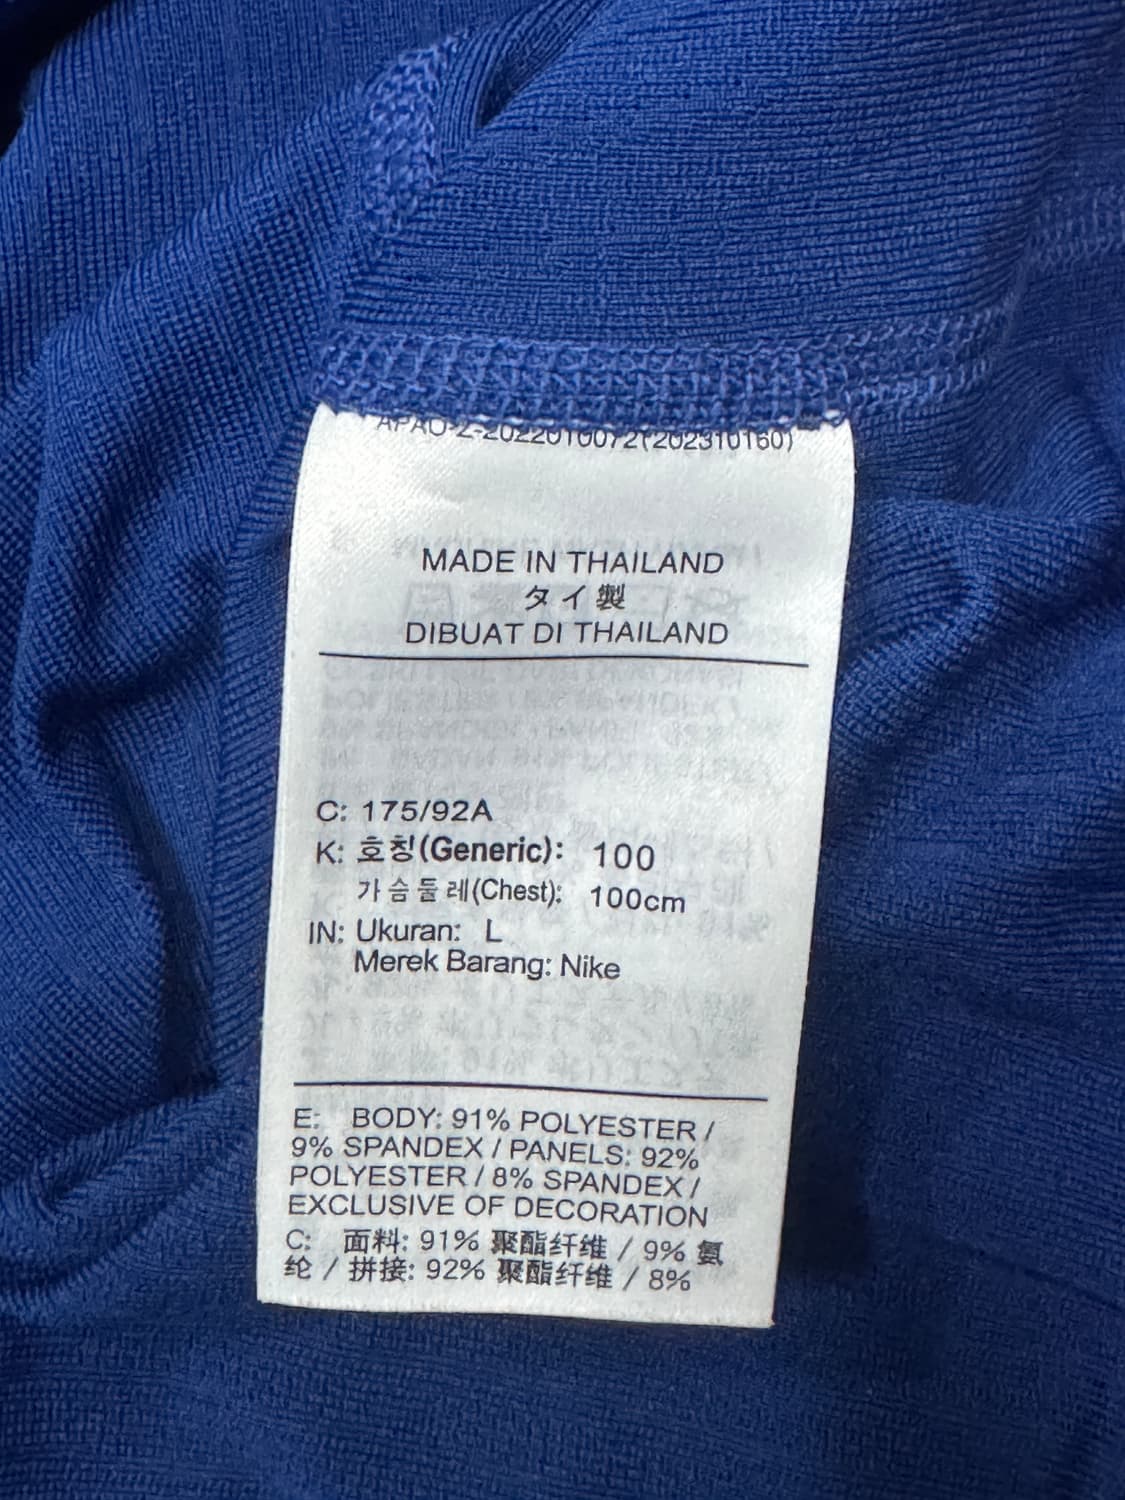 APAO-Z-2022010072(202310160)
MADE IN THAILAND
タイ製
DIBUAT DI THAILAND
C: 175/92A
K: 호칭(Generic): 100
가슴둘레(Chest): 100cm
IN: Ukuran: L
Merek Barang: Nike
E: BODY: 91% POLYESTER /
9% SPANDEX / PANELS: 92%
POLYESTER / 8% SPANDEX /
EXCLUSIVE OF DECORATION
C: 面料: 91% 聚酯纤维 / 9% 氨
纶 / 拼接: 92% 聚酯纤维 / 8%